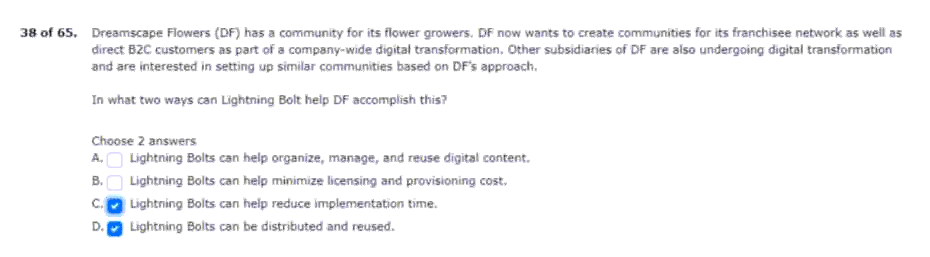 38 of 65. Dreamscape Flowers (DF) has a community for its flower growers. DF now wants to create communities for its franchisee network as well as
direct B2C customers as part of a company-wide digital transformation. Other subsidiaries of DF are also undergoing digital transformation
and are interested in setting up similar communities based on DF's approach.
In what two ways can Lightning Bolt help DF accomplish this?
Choose 2 answers
A. Lightning Bolts can help organize, manage, and reuse digital content.
B. Lightning Bolts can help minimize licensing and provisioning cost.
C. Lightning Bolts can help reduce implementation time.
D. Lightning Bolts can be distributed and reused.